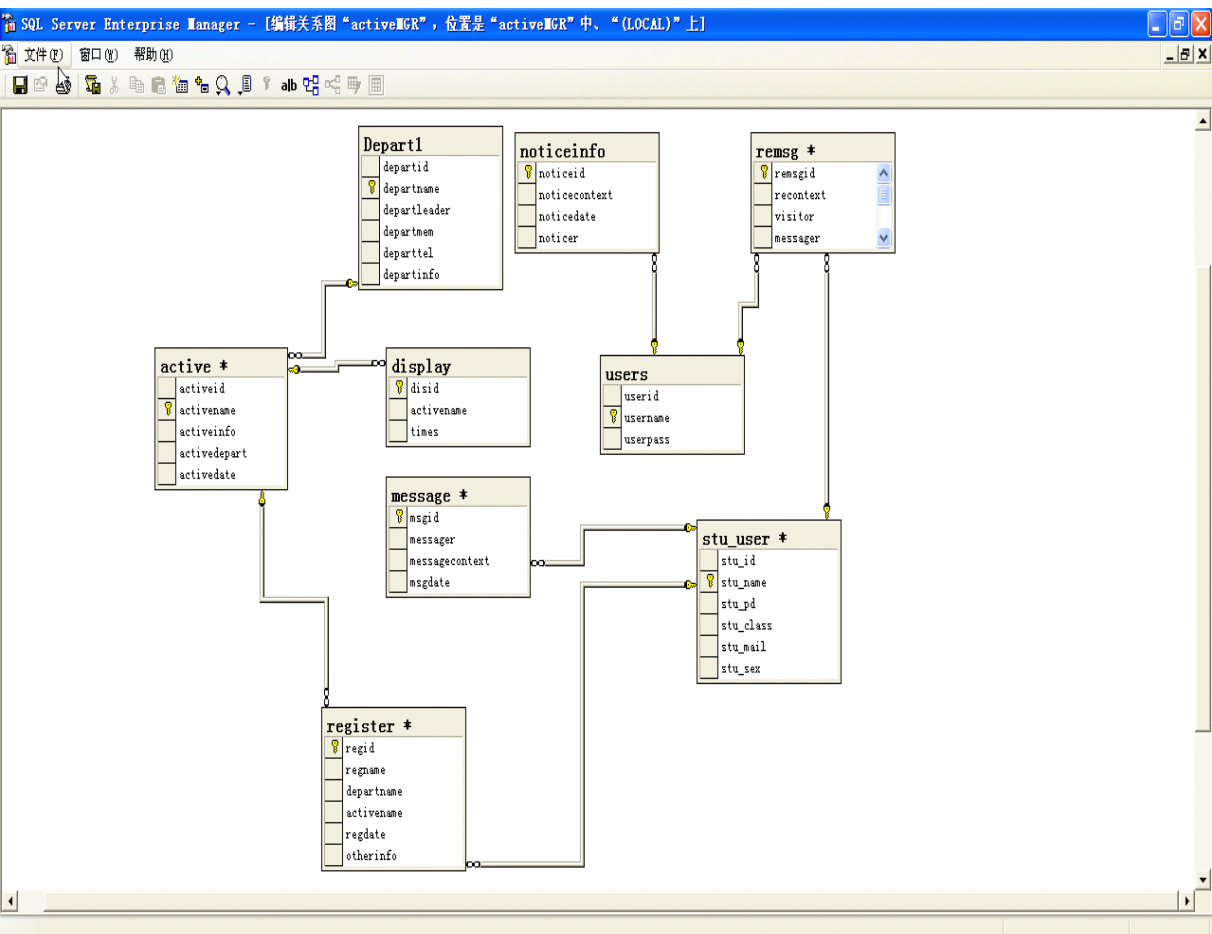 SQL Server Enterprise Manager - [编辑关系图“activeMGR”，位置是“activeMGR”中、“(LOCAL)”上]
文件(F) 窗口(W) 帮助(H)
alb
Depart1
departid
departname
departleader
departmem
departtel
departinfo
noticeinfo
noticeid
noticecontext
noticedate
noticer
remsg *
remsgid
recontext
visitor
messager
active *
activeid
activename
activeinfo
activedepart
activedate
display
disid
activename
times
users
userid
username
userpass
message *
msgid
messager
messagecontext
msgdate
stu_user *
stu_id
stu_name
stu_pd
stu_class
stu_mail
stu_sex
register *
regid
regname
departname
activename
regdate
otherinfo